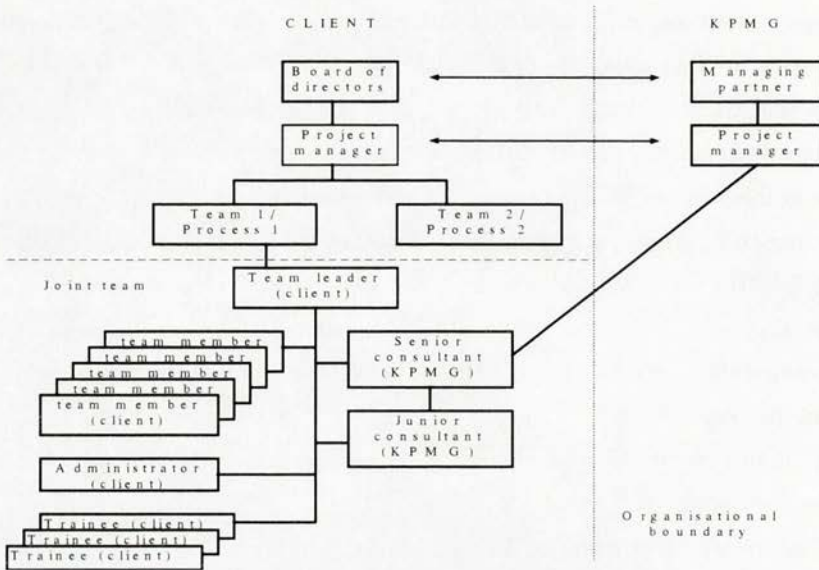 CLIENT
KPMG
Board of
directors
Managing
partner
Project
manager
Project
manager
Team 1/
Process 1
Team 2/
Process 2
Joint team
Team leader
(client)
team member
team member
team member
team member
team member
(client)
Senior
consultant
(KPMG)
Junior
consultant
(KPMG)
Administrator
(client)
Trainee (client)
Trainee (client)
Trainee (client)
Organisational
boundary